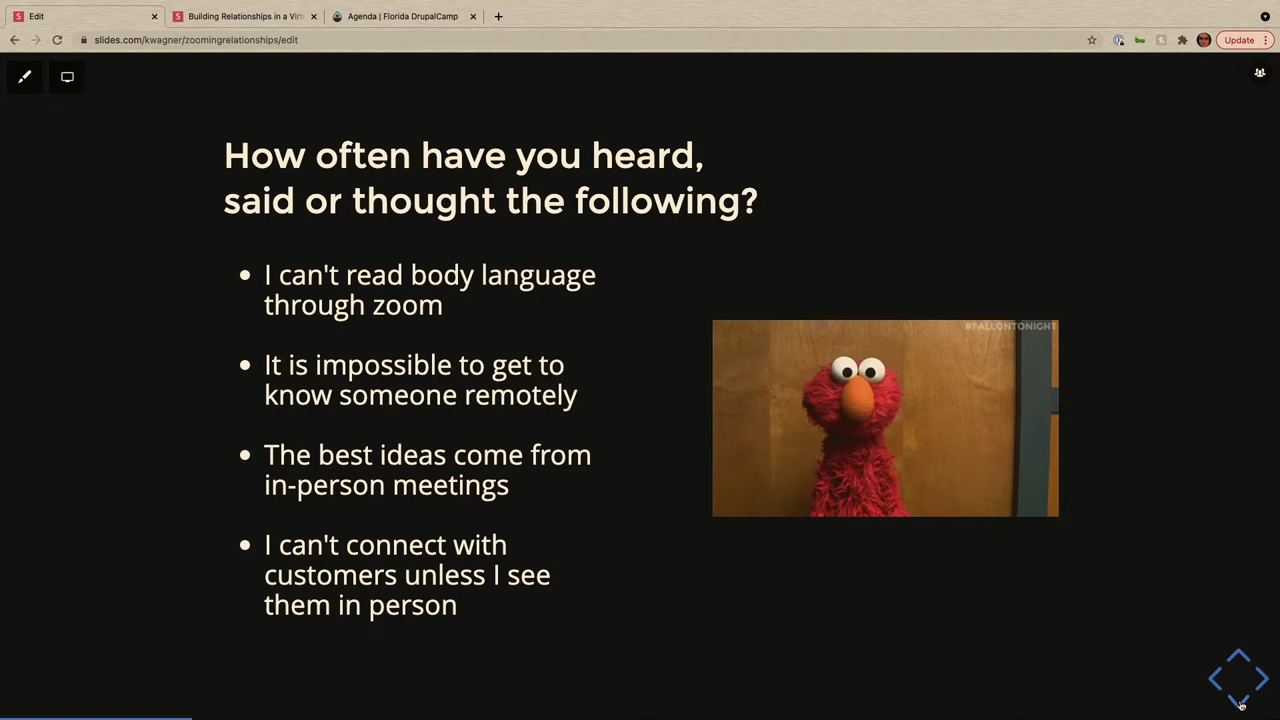 Edit
Building Relationships in a Virt
Agenda | Florida DrupalCamp
slides.com/kwagner/zoomingrelationships/edit
bw
Update
How often have you heard,
said or thought the following?
I can't read body language
through zoom
It is impossible to get to
know someone remotely
The best ideas come from
in-person meetings
I can't connect with
customers unless I see
them in person
#FALLONTONIGHT